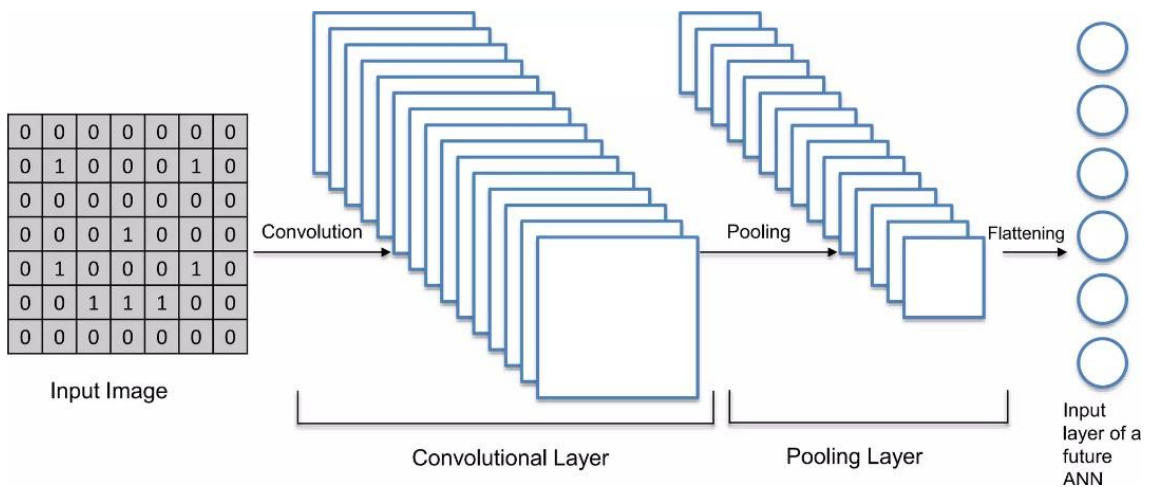 0 0 0 0 0 0 0
0 1 0 0 0 1 0
0 0 0 0 0 0 0
0 0 0 1 0 0 0
0 1 0 0 0 1 0
0 0 1 1 1 0 0
0 0 0 0 0 0 0
Input Image
Convolution
Convolutional Layer
Pooling
Pooling Layer
Flattening
Input
layer of a
future
ANN